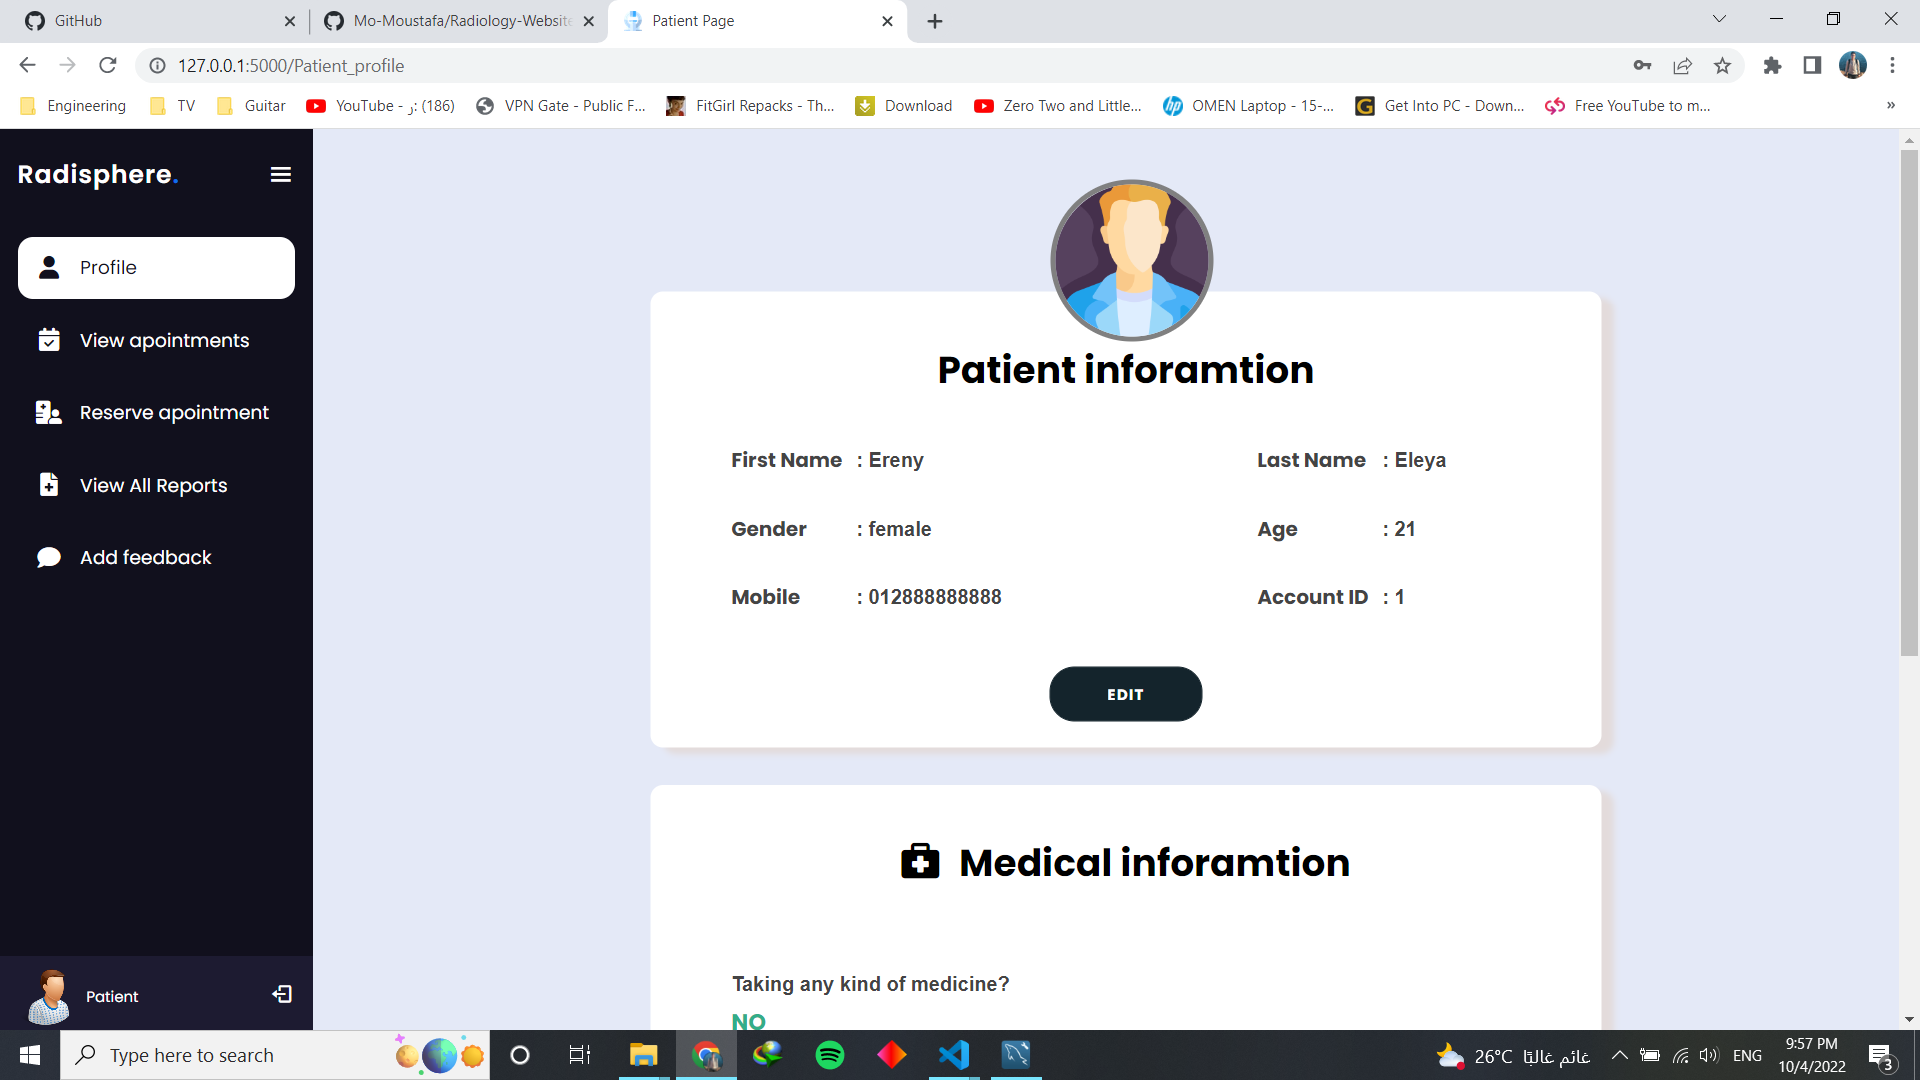 GitHub
Mo-Moustafa/Radiology-Website
Patient Page
127.0.0.1:5000/Patient_profile
Engineering
TV
Guitar
YouTube - ر: (186)
VPN Gate - Public F...
FitGirl Repacks - Th...
Download
Zero Two and Little...
OMEN Laptop - 15-...
Get Into PC - Down...
Free YouTube to m...
»
Radisphere.
Profile
View apointments
Reserve apointment
View All Reports
Add feedback
Patient
Patient inforamtion
First Name : Ereny
Last Name : Eleya
Gender : female
Age : 21
Mobile : 012888888888
Account ID : 1
EDIT
Medical inforamtion
Taking any kind of medicine?
NO
Type here to search
26°C غائم غالبًا
ENG
9:57 PM
10/4/2022
3